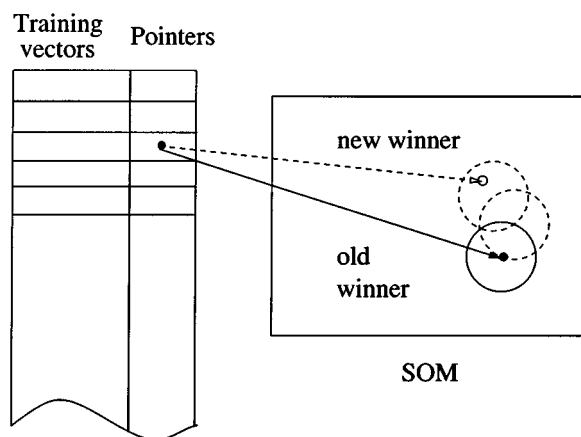 Training
vectors
Pointers
new winner
old
winner
SOM